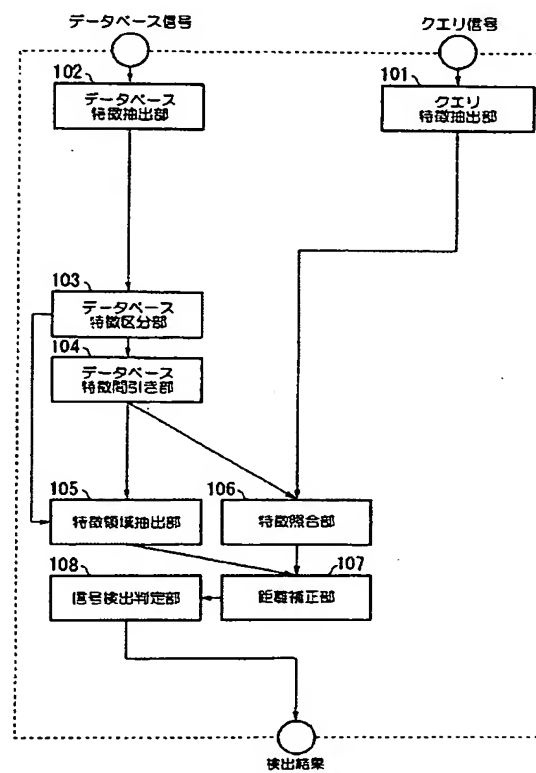 データベース信号
クエリ信号
102
データベース
特徴抽出部
101
クエリ
特徴抽出部
103
データベース
特徴区分部
104
データベース
特徴間引き部
105
特徴領域抽出部
106
特徴照合部
107
距離補正部
108
信号検出判定部
検出結果